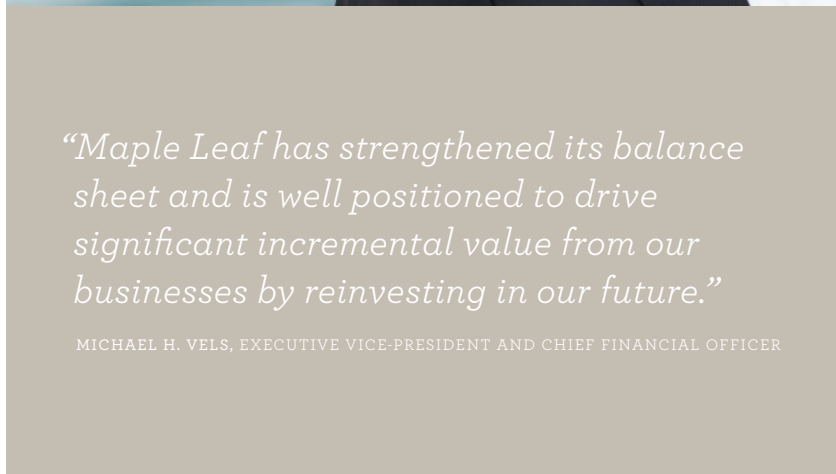 “Maple Leaf has strengthened its balance
sheet and is well positioned to drive
significant incremental value from our
businesses by reinvesting in our future.”
MICHAEL H. VELS, EXECUTIVE VICE-PRESIDENT AND CHIEF FINANCIAL OFFICER